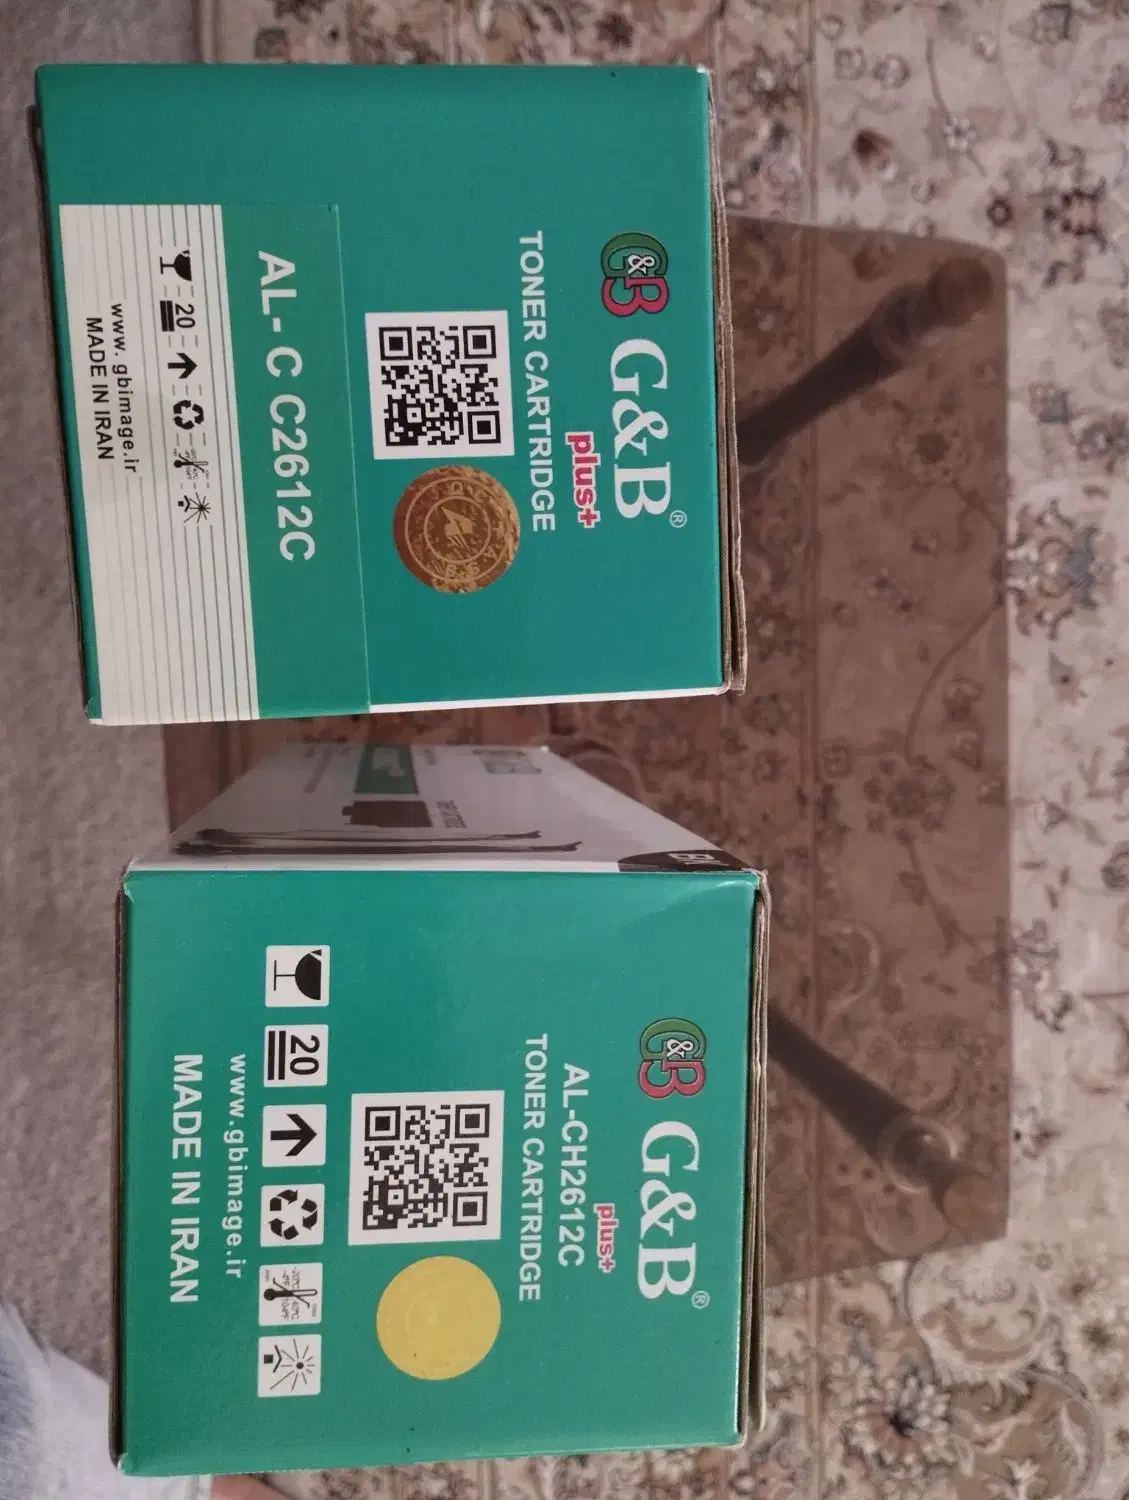 G&B
G&B®
plus+
TONER CARTRIDGE
AL- C C2612C
20
www. gbimage.ir
MADE IN IRAN
G&B
G&B®
plus+
AL-CH2612C
TONER CARTRIDGE
20
www.gbimage.ir
MADE IN IRAN